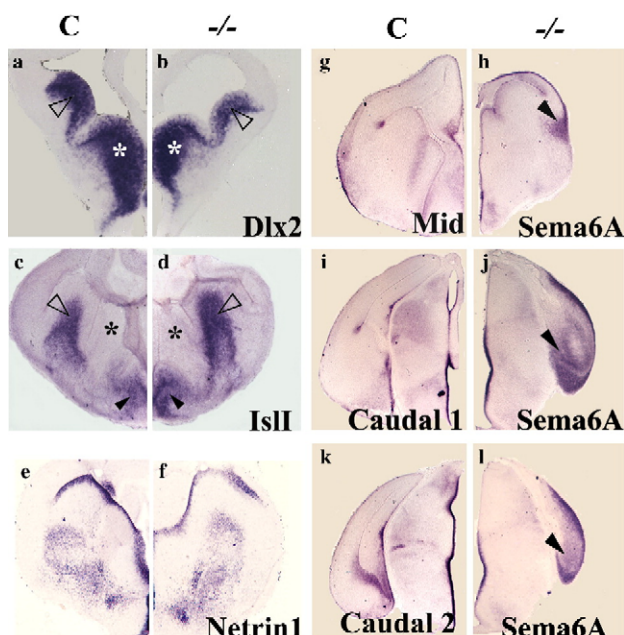 C -/- C -/-
a b g h
* *
Dlx2 Mid Sema6A
c d i j
* *
IslI Caudal 1 Sema6A
e f k l
Netrin1 Caudal 2 Sema6A